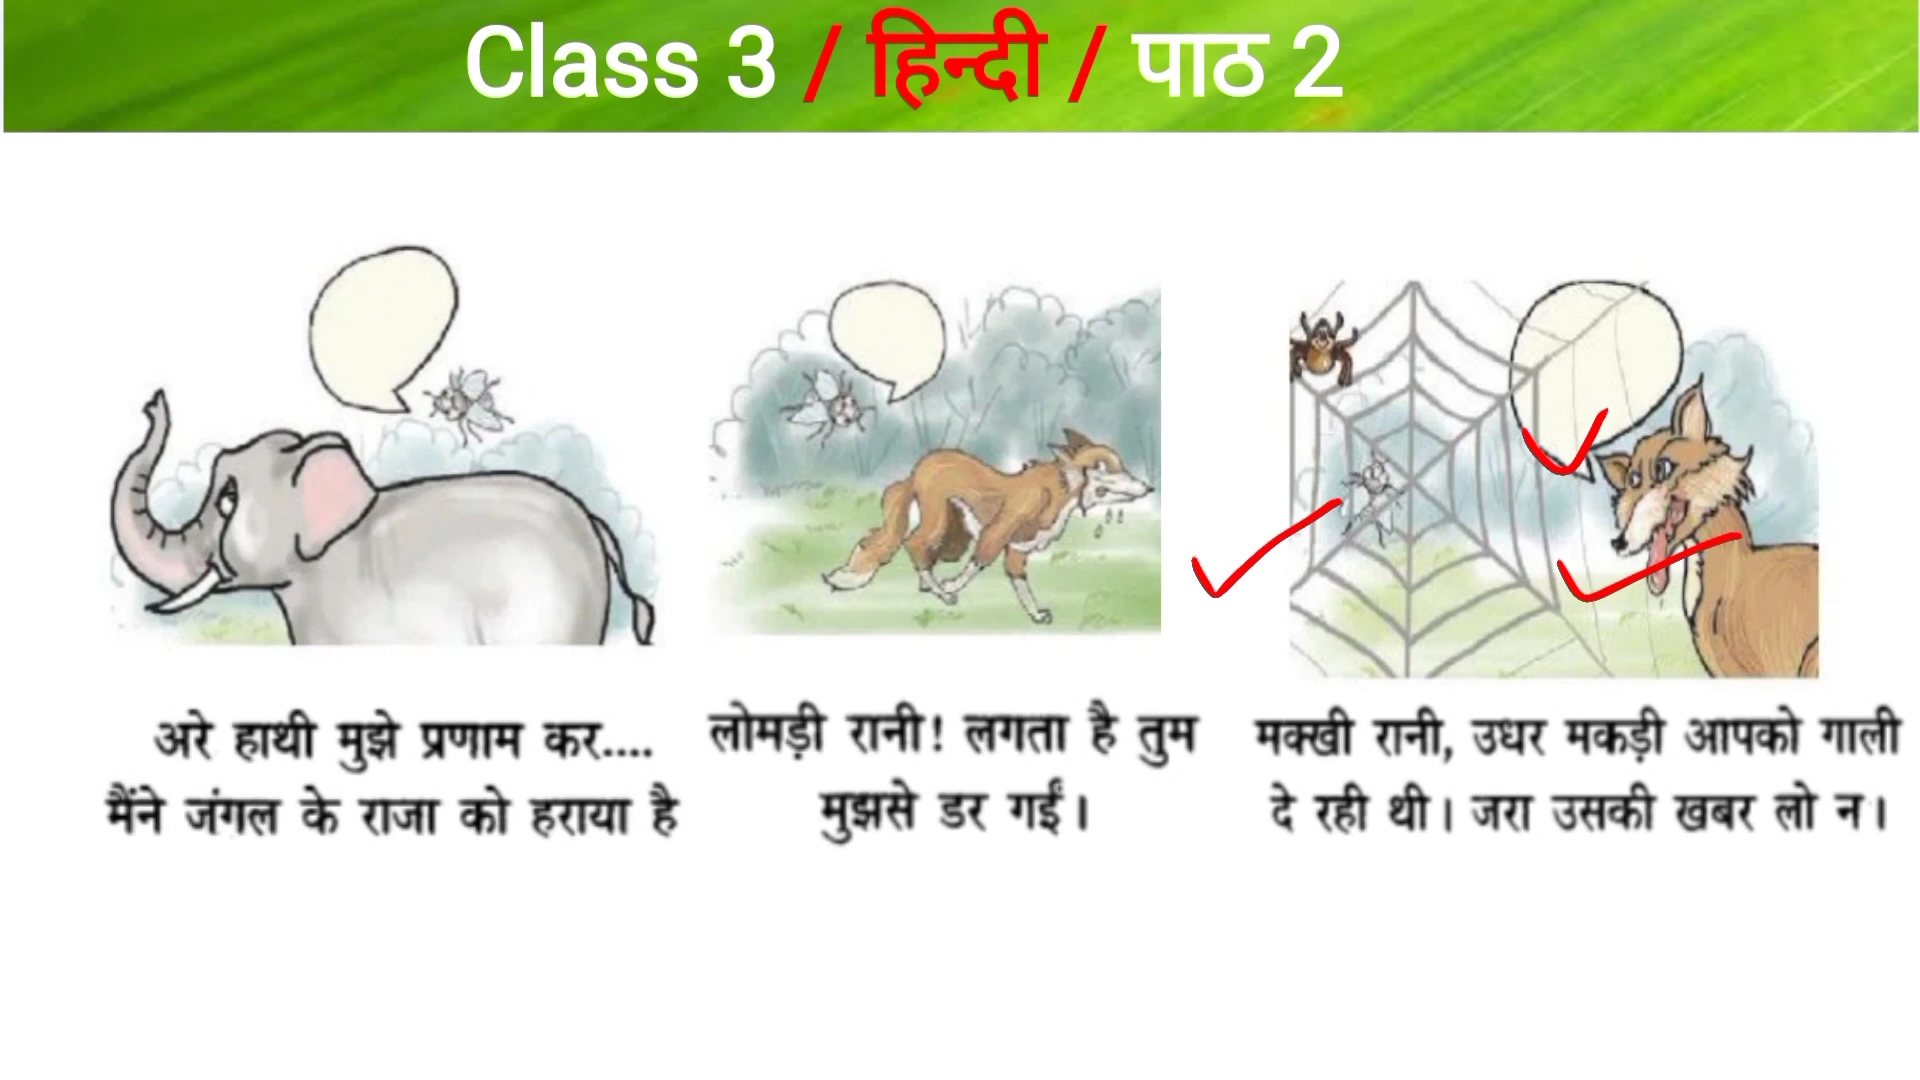 Class 3 / हिन्दी / पाठ 2
अरे हाथी मुझे प्रणाम कर....
मैंने जंगल के राजा को हराया है
लोमड़ी रानी! लगता है तुम
मुझसे डर गईं।
मक्खी रानी, उधर मकड़ी आपको गाली
दे रही थी। जरा उसकी खबर लो न।